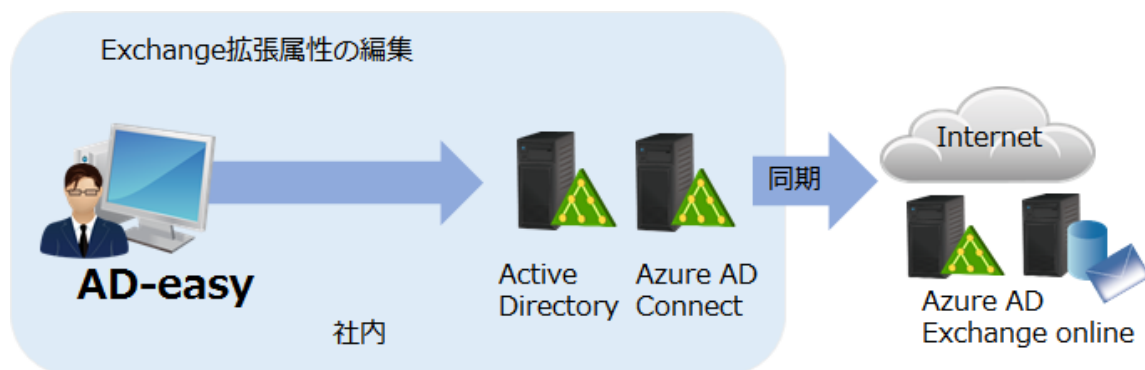 Exchange拡張属性の編集
AD-easy
社内
Active
Directory
Azure AD
Connect
同期
Internet
Azure AD
Exchange online